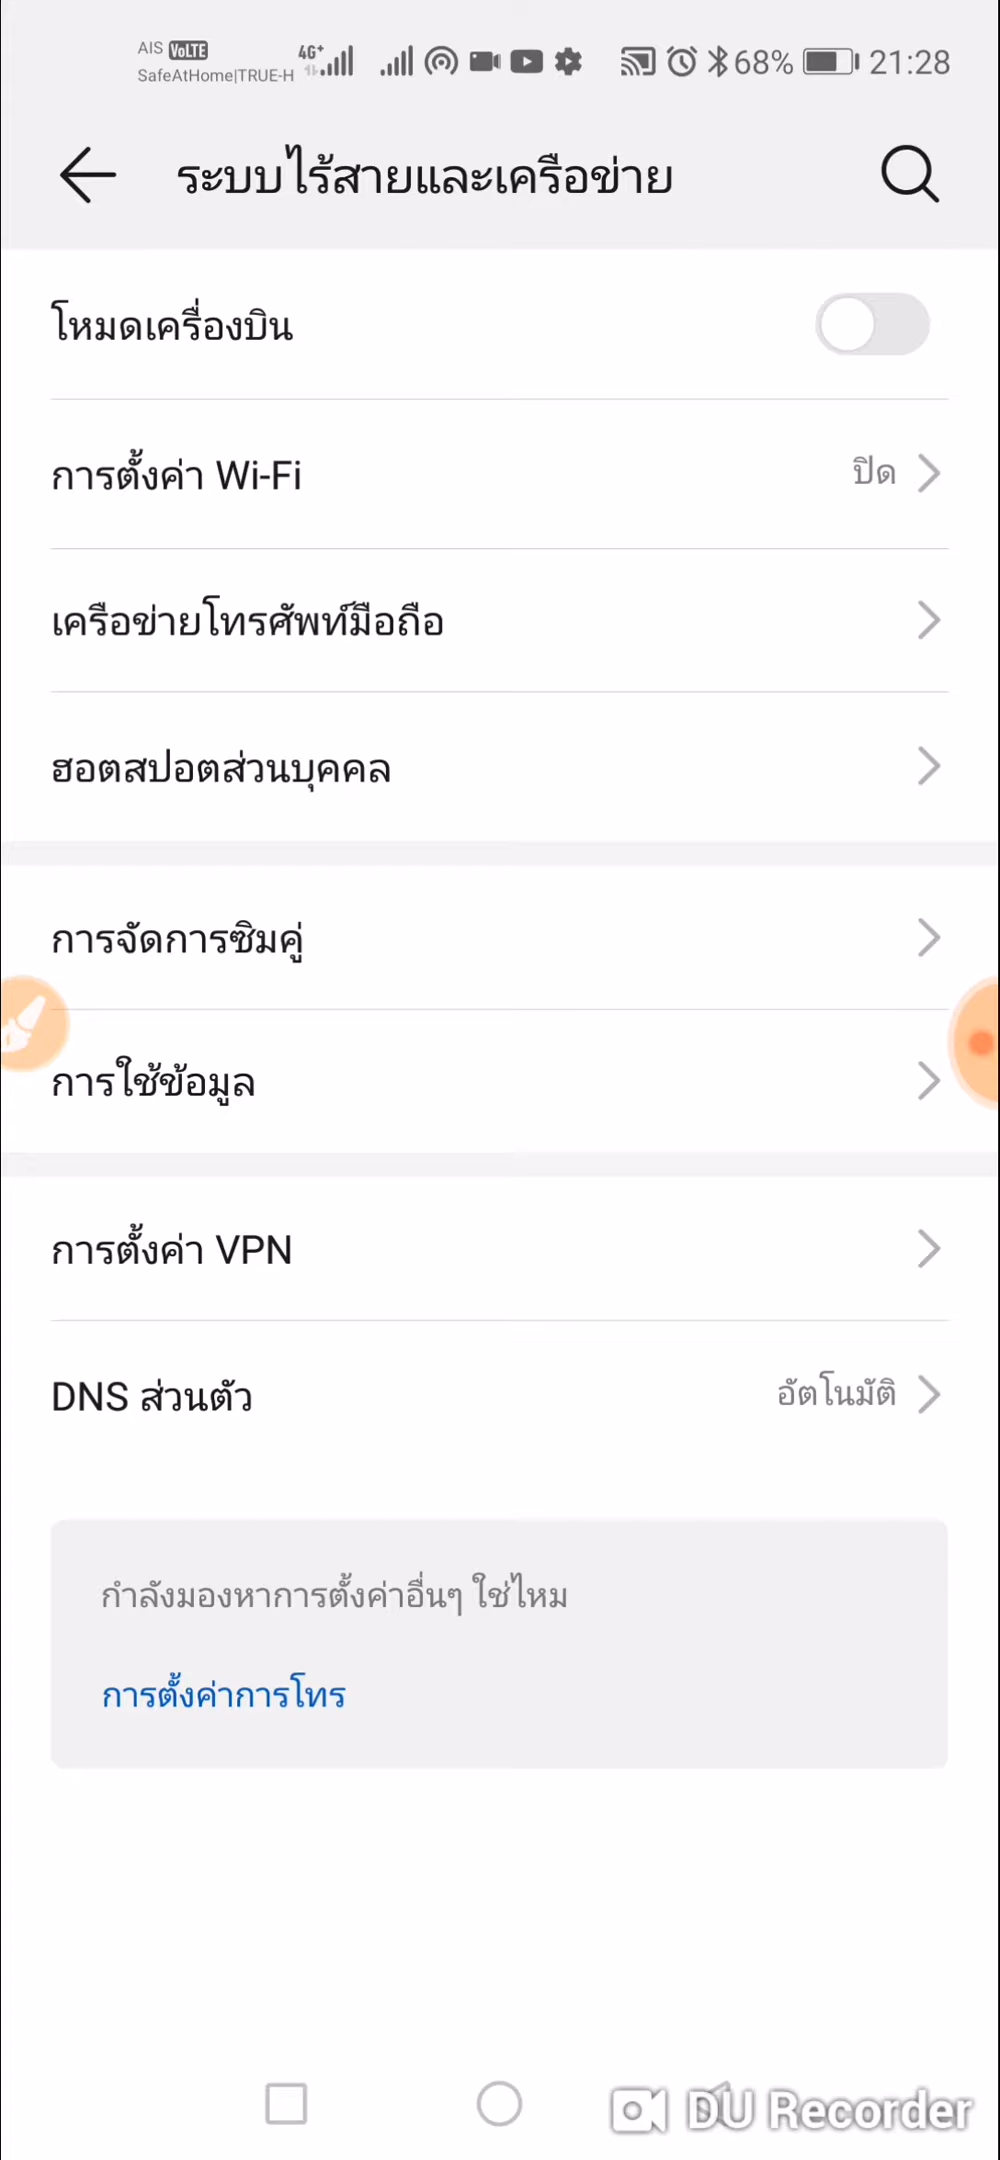 AIS VoLTE 4G+ 68% 21:28
SafeAtHome|TRUE-H
ระบบไร้สายและเครือข่าย
โหมดเครื่องบิน
การตั้งค่า Wi-Fi ปิด
เครือข่ายโทรศัพท์มือถือ
ฮอตสปอตส่วนบุคคล
การจัดการซิมคู่
การใช้ข้อมูล
การตั้งค่า VPN
DNS ส่วนตัว อัตโนมัติ
กำลังมองหาการตั้งค่าอื่นๆ ใช่ไหม
การตั้งค่าการโทร
DU Recorder